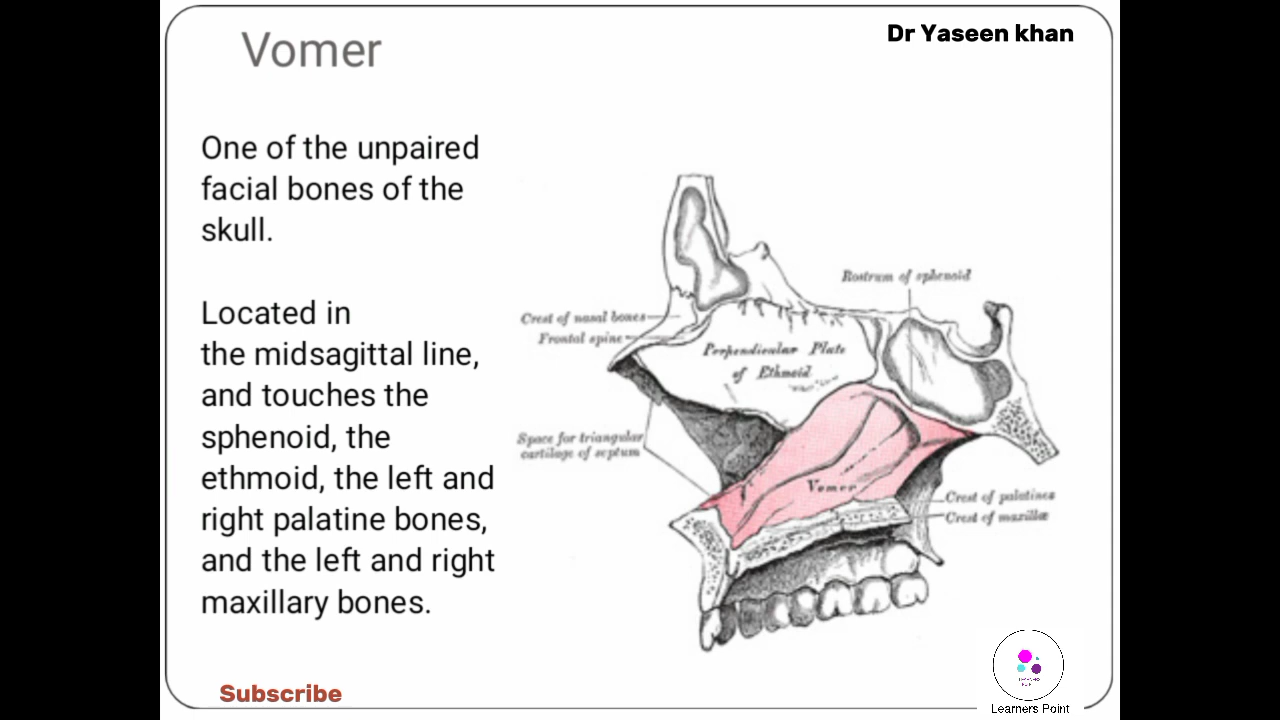 Vomer
Dr Yaseen khan
One of the unpaired
facial bones of the
skull.
Located in
the midsagittal line,
and touches the
sphenoid, the
ethmoid, the left and
right palatine bones,
and the left and right
maxillary bones.
Rostrum of sphenoid
Crest of nasal bones
Frontal spine
Perpendicular Plate
of Ethmoid
Space for triangular
cartilage of septum
Vomer
Crest of palatines
Crest of maxillæ
Subscribe
Learners Point